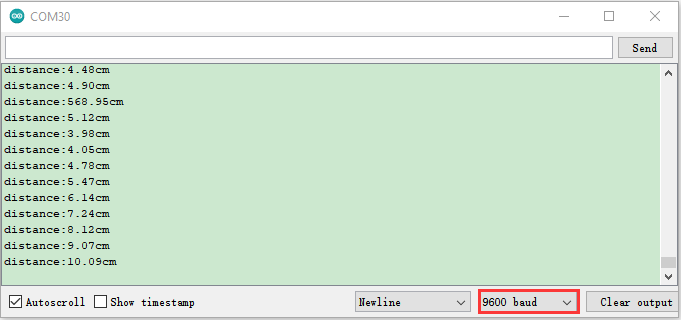 COM30
Send
distance:4.48cm
distance:4.90cm
distance:568.95cm
distance:5.12cm
distance:3.98cm
distance:4.05cm
distance:4.78cm
distance:5.47cm
distance:6.14cm
distance:7.24cm
distance:8.12cm
distance:9.07cm
distance:10.09cm
Autoscroll Show timestamp Newline 9600 baud Clear output